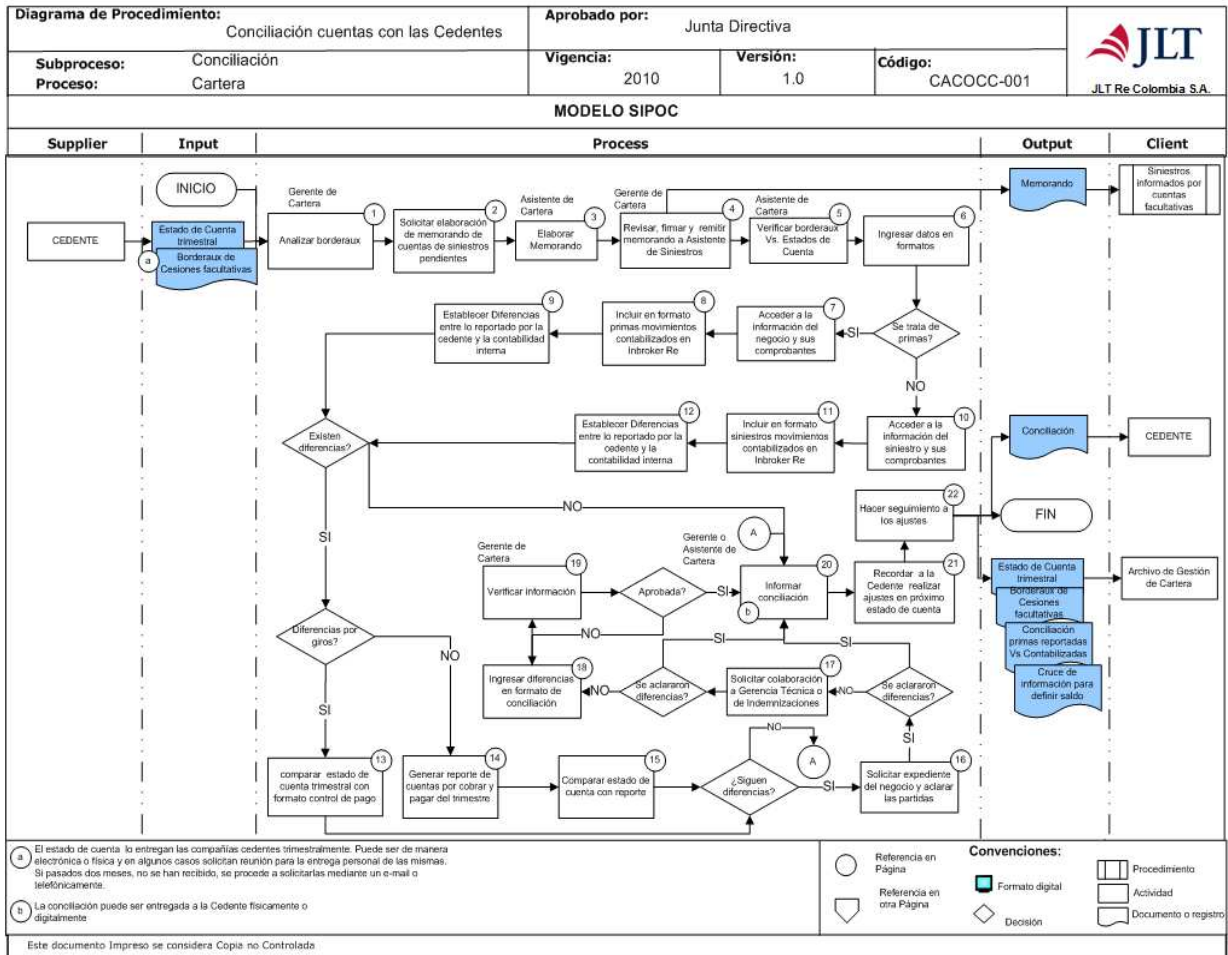 Diagrama de Procedimiento:
Conciliación cuentas con las Cedentes
Aprobado por:
Junta Directiva
JLT
JLT Re Colombia S.A.
Subproceso:
Conciliación
Proceso:
Cartera
Vigencia:
2010
Versión:
1.0
Código:
CACOCC-001
MODELO SIPOC
Supplier
Input
Process
Output
Client
INICIO
CEDENTE
Estado de Cuenta
trimestral
Borderaux de
Cesiones facultativas
a
Gerente de
Cartera
1
Analizar borderaux
2
Solicitar elaboración
de memorando de
cuentas de siniestros
pendientes
Asistente de
Cartera
3
Elaborar
Memorando
Gerente de
Cartera
4
Revisar, firmar y remitir
memorando a Asistente
de Siniestros
Asistente de
Cartera
5
Verificar borderaux
Vs. Estados de
Cuenta
6
Ingresar datos en
formatos
Memorando
Siniestros
informados por
cuentas
facultativas
9
Establecer Diferencias
entre lo reportado por la
cedente y la contabilidad
interna
8
Incluir en formato
primas movimientos
contabilizados en
Inbroker Re
7
Acceder a la
información del
negocio y sus
comprobantes
SI
Se trata de
primas?
NO
Existen
diferencias?
12
Establecer Diferencias
entre lo reportado por la
cedente y la
contabilidad interna
11
Incluir en formato
siniestros movimientos
contabilizados en
Inbroker Re
10
Acceder a la
información del
siniestro y sus
comprobantes
Conciliación
CEDENTE
NO
SI
22
Hacer seguimiento a
los ajustes
FIN
A
Gerente de
Cartera
19
Verificar información
Aprobada?
SI
NO
Gerente o
Asistente de
Cartera
20
Informar
conciliación
b
21
Recordar a la
Cedente realizar
ajustes en próximo
estado de cuenta
Estado de Cuenta
trimestral
Borderaux de
Cesiones
facultativas
Conciliación
primas reportadas
Vs Contabilizadas
Cruce de
información para
definir saldo
Archivo de Gestión
de Cartera
Diferencias por
giros?
NO
SI
18
Ingresar diferencias
en formato de
conciliación
NO
Se aclararon
diferencias?
SI
17
Solicitar colaboración
a Gerencia Técnica o
de Indemnizaciones
NO
Se aclararon
diferencias?
SI
SI
13
comparar estado de
cuenta trimestral con
formato control de pago
14
Generar reporte de
cuentas por cobrar y
pagar del trimestre
15
Comparar estado de
cuenta con reporte
¿Siguen
diferencias?
NO
A
SI
16
Solicitar expediente
del negocio y aclarar
las partidas
a
El estado de cuenta lo entregan las compañías cedentes trimestralmente. Puede ser de manera
electrónica o física y en algunos casos solicitan reunión para la entrega personal de las mismas.
Si pasados dos meses, no se han recibido, se procede a solicitarlas mediante un e-mail o
telefónicamente.
b
La conciliación puede ser entregada a la Cedente físicamente o
digitalmente
Convenciones:
Referencia en
Página
Referencia en
otra Página
Formato digital
Decisión
Procedimiento
Actividad
Documento o registro
Este documento Impreso se considera Copia no Controlada